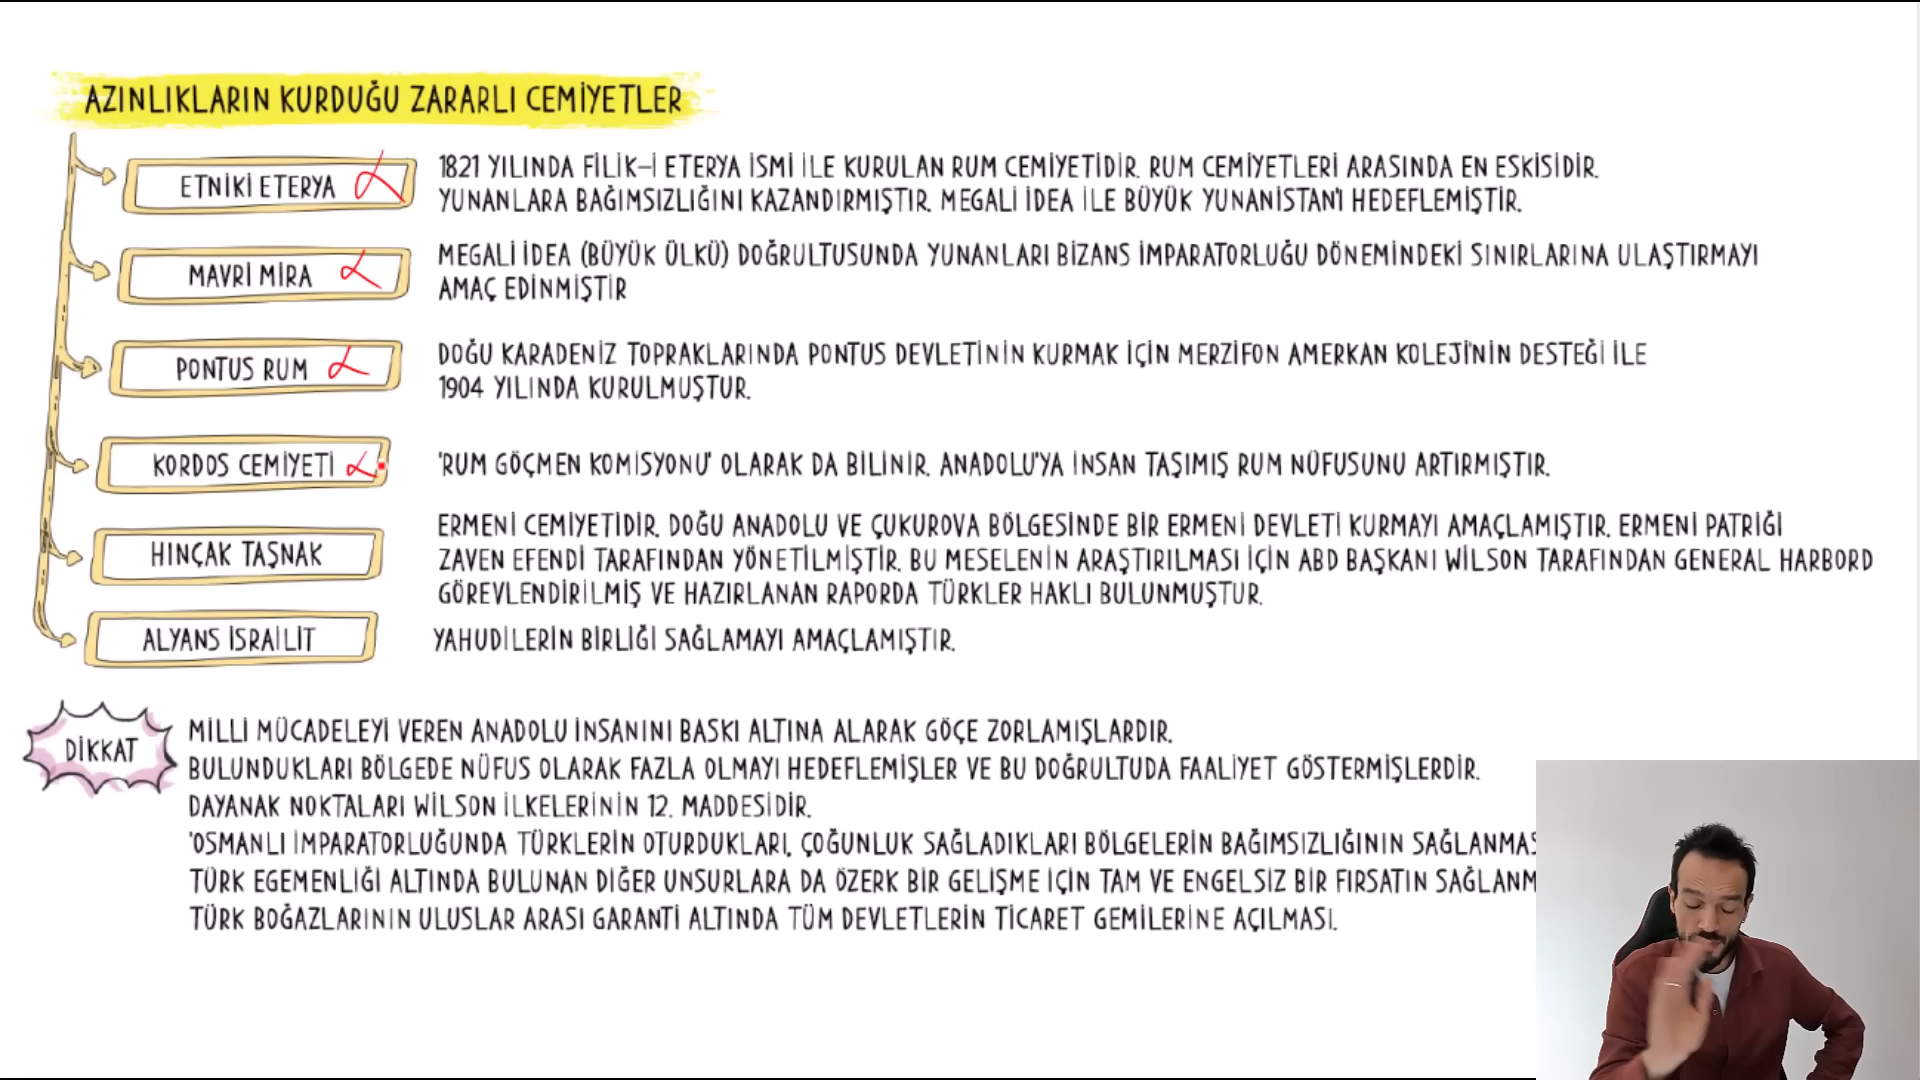 AZINLIKLARIN KURDUĞU ZARARLI CEMİYETLER
ETNİKİ ETERYA
1821 YILINDA FİLİK-İ ETERYA İSMİ İLE KURULAN RUM CEMİYETİDİR. RUM CEMİYETLERİ ARASINDA EN ESKİSİDİR.
YUNANLARA BAĞIMSIZLIĞINI KAZANDIRMIŞTIR. MEGALİ İDEA İLE BÜYÜK YUNANİSTAN'I HEDEFLEMİŞTİR.
MAVRİ MİRA
MEGALİ İDEA (BÜYÜK ÜLKÜ) DOĞRULTUSUNDA YUNANLARI BİZANS İMPARATORLUĞU DÖNEMİNDEKİ SINIRLARINA ULAŞTIRMAYI
AMAÇ EDİNMİŞTİR
PONTUS RUM
DOĞU KARADENİZ TOPRAKLARINDA PONTUS DEVLETİNİN KURMAK İÇİN MERZİFON AMERKAN KOLEJİ'NİN DESTEĞİ İLE
1904 YILINDA KURULMUŞTUR.
KORDOS CEMİYETİ
'RUM GÖÇMEN KOMİSYONU' OLARAK DA BİLİNİR. ANADOLU'YA İNSAN TAŞIMIŞ RUM NÜFUSUNU ARTIRMIŞTIR.
HINÇAK TAŞNAK
ERMENİ CEMİYETİDİR. DOĞU ANADOLU VE ÇUKUROVA BÖLGESİNDE BİR ERMENİ DEVLETİ KURMAYI AMAÇLAMIŞTIR. ERMENİ PATRİĞİ
ZAVEN EFENDİ TARAFINDAN YÖNETİLMİŞTİR. BU MESELENİN ARAŞTIRILMASI İÇİN ABD BAŞKANI WİLSON TARAFINDAN GENERAL HARBORD
GÖREVLENDİRİLMİŞ VE HAZIRLANAN RAPORDA TÜRKLER HAKLI BULUNMUŞTUR.
ALYANS İSRAİLİT
YAHUDİLERİN BİRLİĞİ SAĞLAMAYI AMAÇLAMIŞTIR.
DİKKAT
MİLLİ MÜCADELEYİ VEREN ANADOLU İNSANINI BASKI ALTINA ALARAK GÖÇE ZORLAMIŞLARDIR.
BULUNDUKLARI BÖLGEDE NÜFUS OLARAK FAZLA OLMAYI HEDEFLEMİŞLER VE BU DOĞRULTUDA FAALİYET GÖSTERMİŞLERDİR.
DAYANAK NOKTALARI WİLSON İLKELERİNİN 12. MADDESİDİR.
'OSMANLI İMPARATORLUĞUNDA TÜRKLERİN OTURDUKLARI, ÇOĞUNLUK SAĞLADIKLARI BÖLGELERİN BAĞIMSIZLIĞININ SAĞLANMAS
TÜRK EGEMENLİĞİ ALTINDA BULUNAN DİĞER UNSURLARA DA ÖZERK BİR GELİŞME İÇİN TAM VE ENGELSİZ BİR FIRSATIN SAĞLANM
TÜRK BOĞAZLARININ ULUSLAR ARASI GARANTİ ALTINDA TÜM DEVLETLERİN TİCARET GEMİLERİNE AÇILMASI.